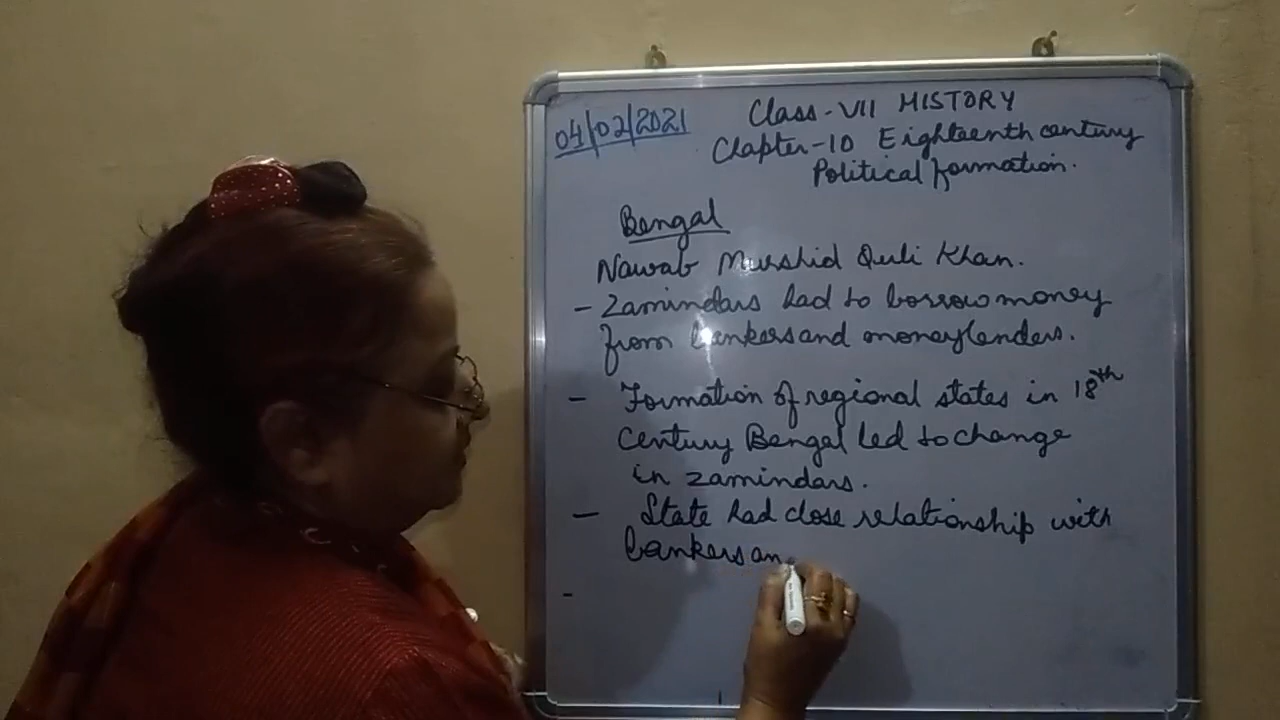 04/02/2021
Class-VII HISTORY
Chapter-10 Eighteenth century
Political formation.
Bengal
Nawab Murshid Quli Khan.
- Zamindars had to borrow money
from bankers and moneylenders.
- Formation of regional states in 18th
Century Bengal led to change
in zamindars.
- State had close relationship with
bankers an
-